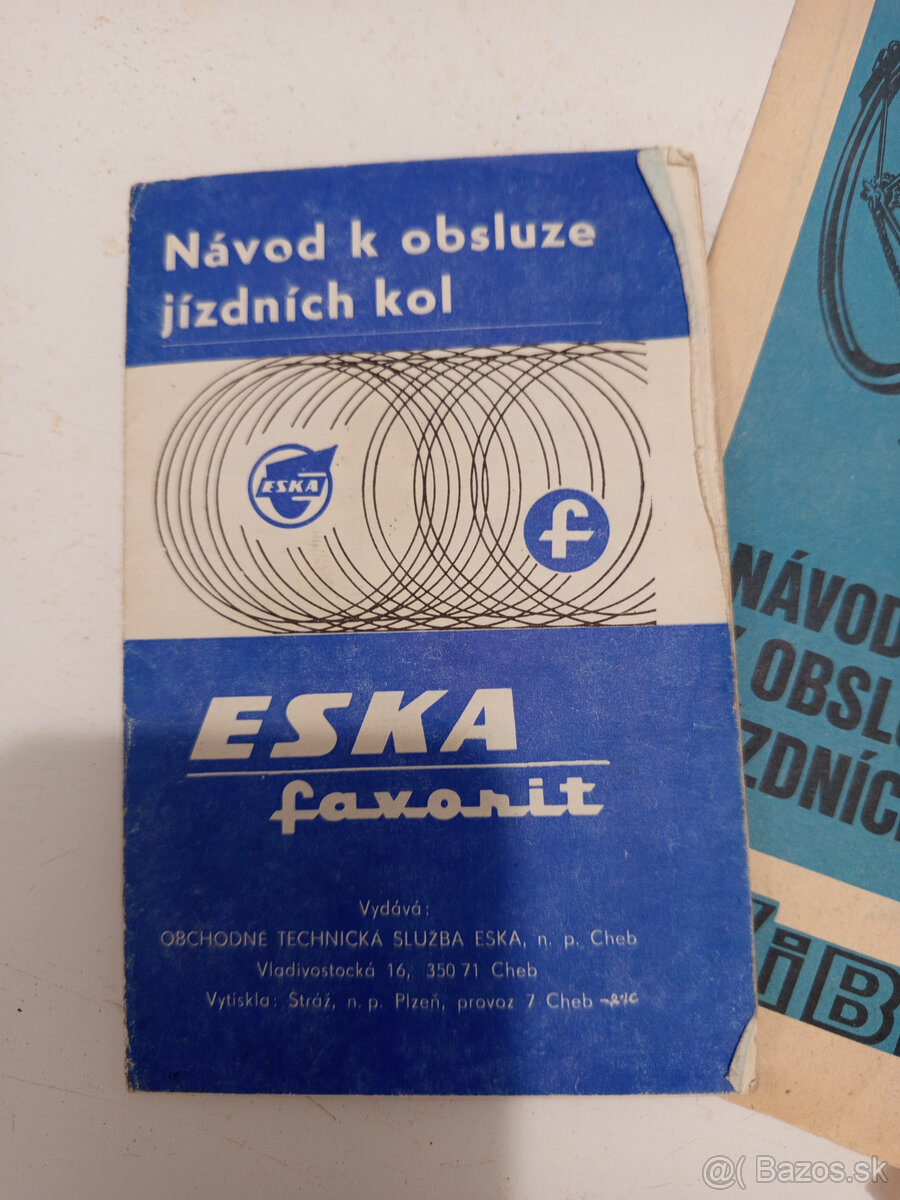 Návod k obsluze
jízdních kol
ESKA
f
ESKA
favorit
Vydává:
OBCHODNĚ TECHNICKÁ SLUŽBA ESKA, n. p. Cheb
Vladivostocká 16, 350 71 Cheb
Vytiskla: Stráž, n. p. Plzeň, provoz 7 Cheb
NÁVOD
OBSL
ZDNÍC
@( Bazos.sk